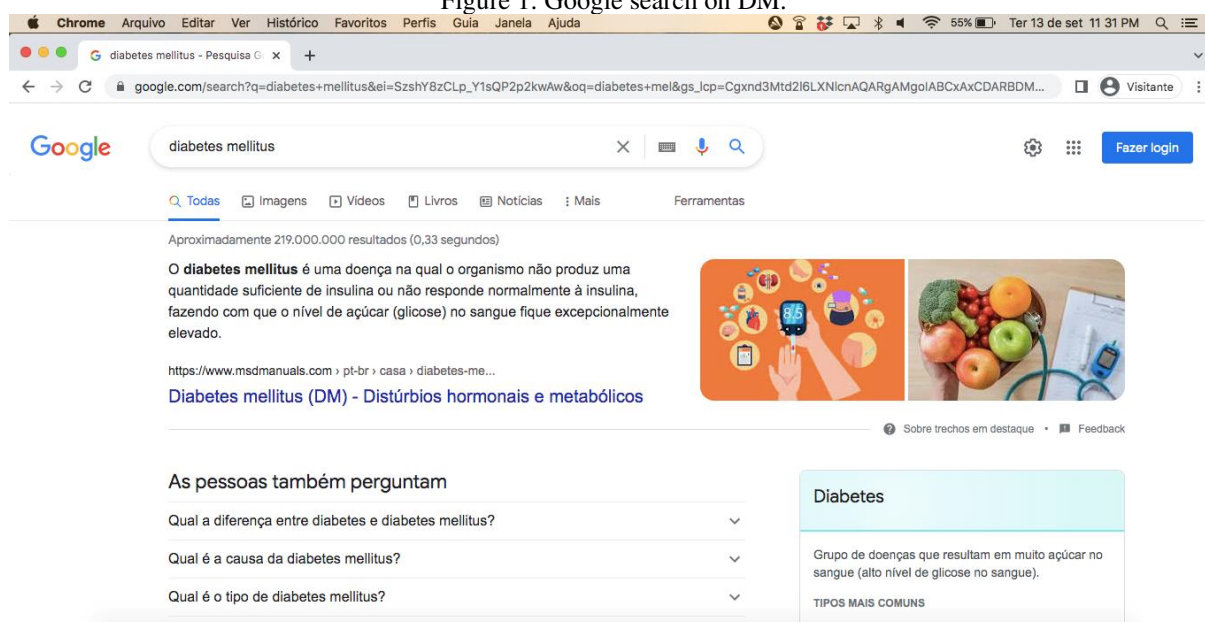 Figure 1. Google search on DM.
Chrome Arquivo Editar Ver Histórico Favoritos Perfis Guia Janela Ajuda 55% Ter 13 de set 11 31 PM
diabetes mellitus - Pesquisa G
google.com/search?q=diabetes+mellitus&ei=SzshY8zCLp_Y1sQP2p2kwAw&oq=diabetes+mel&gs_lcp=Cgxnd3Mtd2l6LXNlcnAQARgAMgolABCxAxCDARBDM... Visitante
Google diabetes mellitus Fazer login
Todas Imagens Vídeos Livros Notícias Mais Ferramentas
Aproximadamente 219.000.000 resultados (0,33 segundos)
O diabetes mellitus é uma doença na qual o organismo não produz uma
quantidade suficiente de insulina ou não responde normalmente à insulina,
fazendo com que o nível de açúcar (glicose) no sangue fique excepcionalmente
elevado.
8.5
https://www.msdmanuals.com › pt-br › casa › diabetes-me...
Diabetes mellitus (DM) - Distúrbios hormonais e metabólicos
Sobre trechos em destaque • Feedback
As pessoas também perguntam
Qual a diferença entre diabetes e diabetes mellitus?
Qual é a causa da diabetes mellitus?
Qual é o tipo de diabetes mellitus?
Diabetes
Grupo de doenças que resultam em muito açúcar no
sangue (alto nível de glicose no sangue).
TIPOS MAIS COMUNS